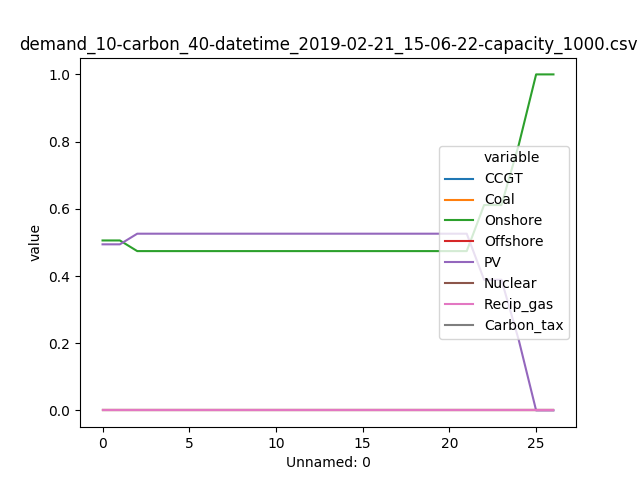 demand_10-carbon_40-datetime_2019-02-21_15-06-22-capacity_1000.csv
1.0
0.8
0.6
0.4
0.2
0.0
value
variable
CCGT
Coal
Onshore
Offshore
PV
Nuclear
Recip_gas
Carbon_tax
0 5 10 15 20 25
Unnamed: 0